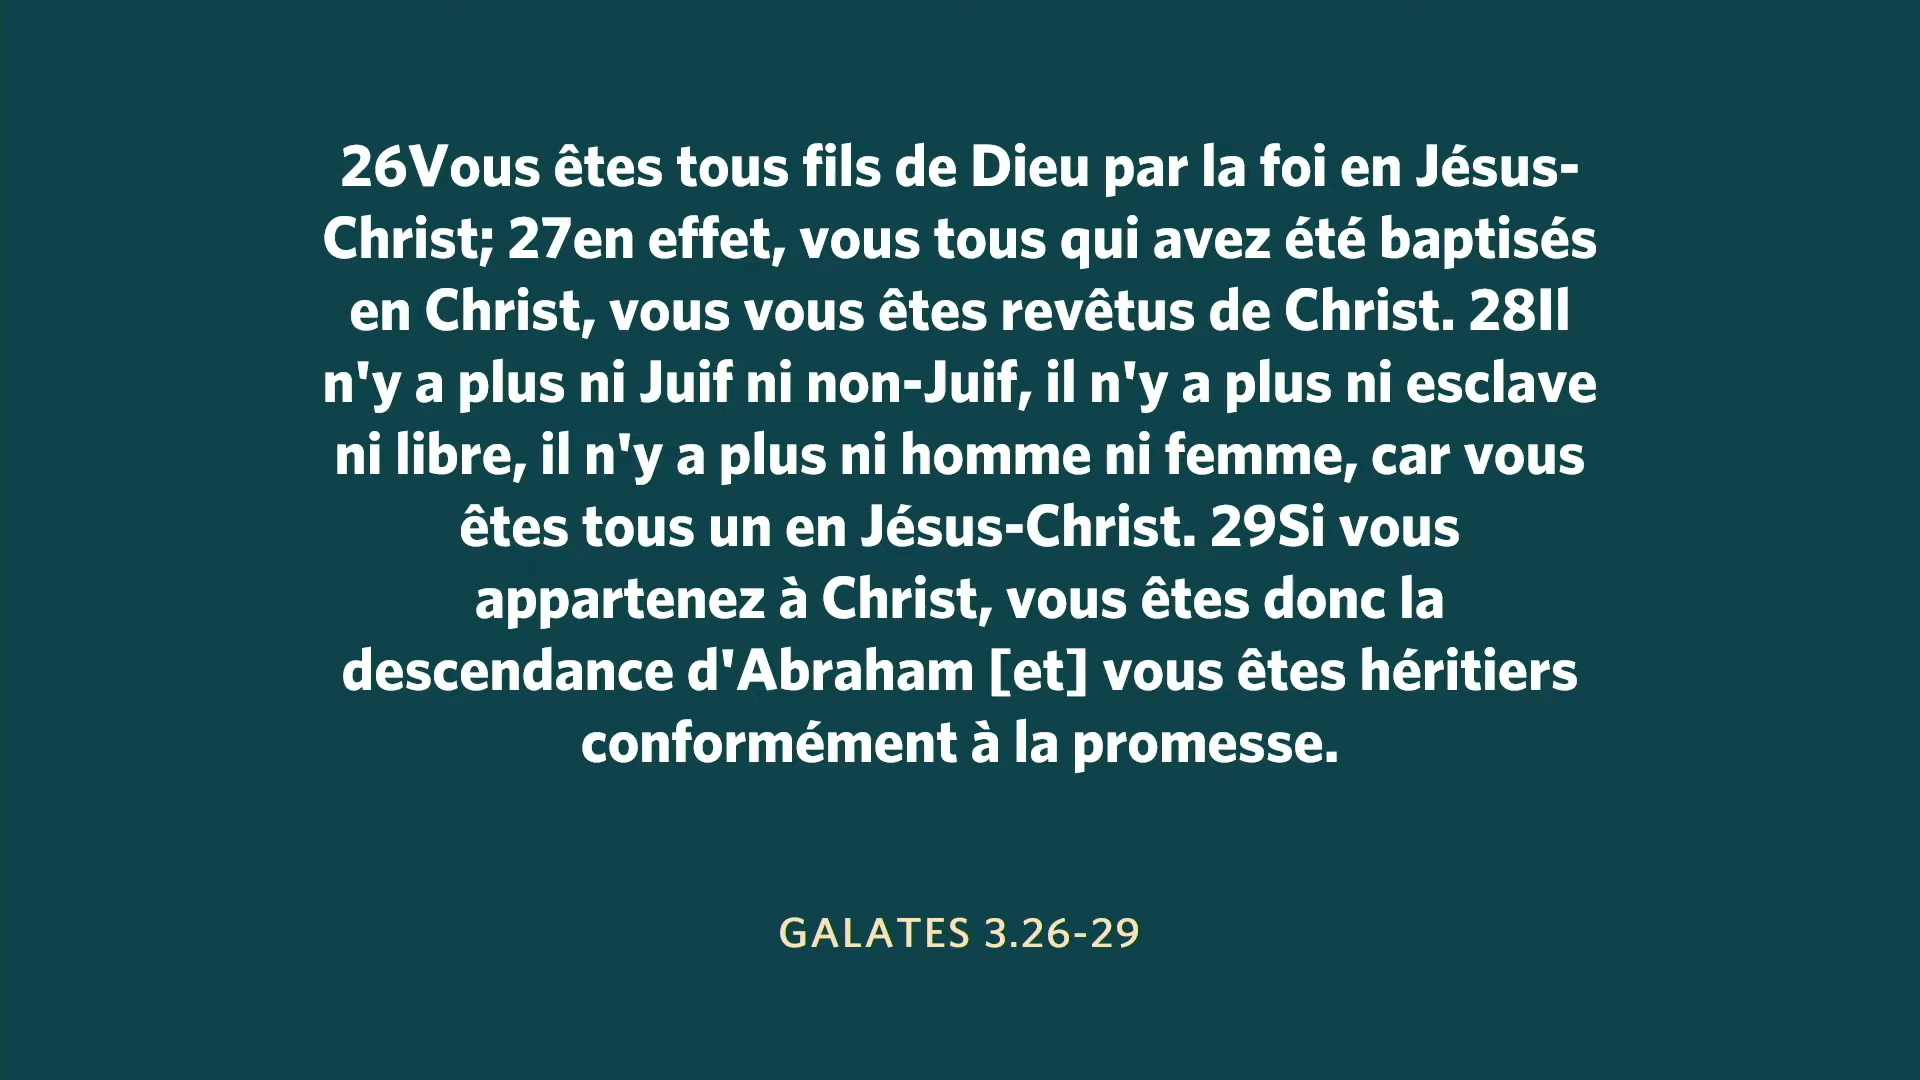 26Vous êtes tous fils de Dieu par la foi en Jésus-
Christ; 27en effet, vous tous qui avez été baptisés
en Christ, vous vous êtes revêtus de Christ. 28Il
n'y a plus ni Juif ni non-Juif, il n'y a plus ni esclave
ni libre, il n'y a plus ni homme ni femme, car vous
êtes tous un en Jésus-Christ. 29Si vous
appartenez à Christ, vous êtes donc la
descendance d'Abraham [et] vous êtes héritiers
conformément à la promesse.
GALATES 3.26-29